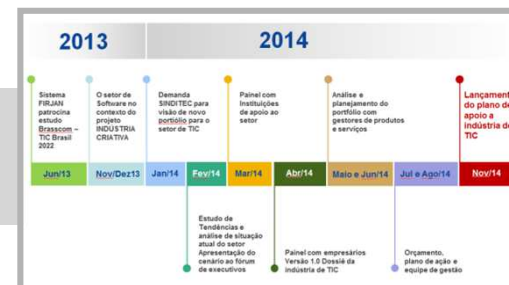 2013
2014
Sistema
FIRJAN
patrocina
estudo
Brasscom –
TIC Brasil
2022
O setor de
Software no
contexto do
projeto
INDÚSTRIA
CRIATIVA
Demanda
SINDITEC para
visão de novo
portfólio para o
setor de TIC
Painel com
Instituições
de apoio ao
setor
Análise e
planejamento do
portfólio com
gestores de produtos
e serviços
Lançament
do plano de
apoio a
indústria de
TIC
Jun/13
Nov/Dez13
Jan/14
Fev/14
Mar/14
Abr/14
Maio e Jun/14
Jul e Ago/14
Nov/14
Estudo de
Tendências e
análise de situação
atual do setor
Apresentação do
cenário ao fórum
de executivos
Painel com empresários
Versão 1.0 Dossiê da
indústria de TIC
Orçamento,
plano de ação e
equipe de gestão